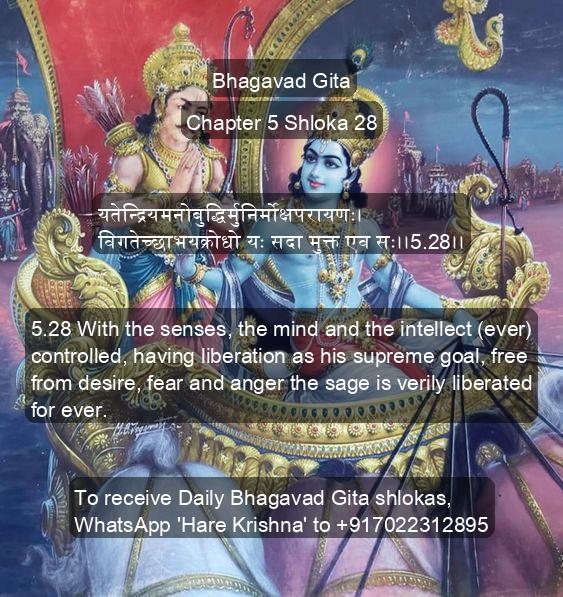 Bhagavad Gita
Chapter 5 Shloka 28
यतेन्द्रियमनोबुद्धिर्मुनिर्मोक्षपरायणः।
विगतेच्छाभयक्रोधो यः सदा मुक्त एव सः।।5.28।।
5.28 With the senses, the mind and the intellect (ever)
controlled, having liberation as his supreme goal, free
from desire, fear and anger the sage is verily liberated
for ever.
To receive Daily Bhagavad Gita shlokas,
WhatsApp 'Hare Krishna' to +917022312895